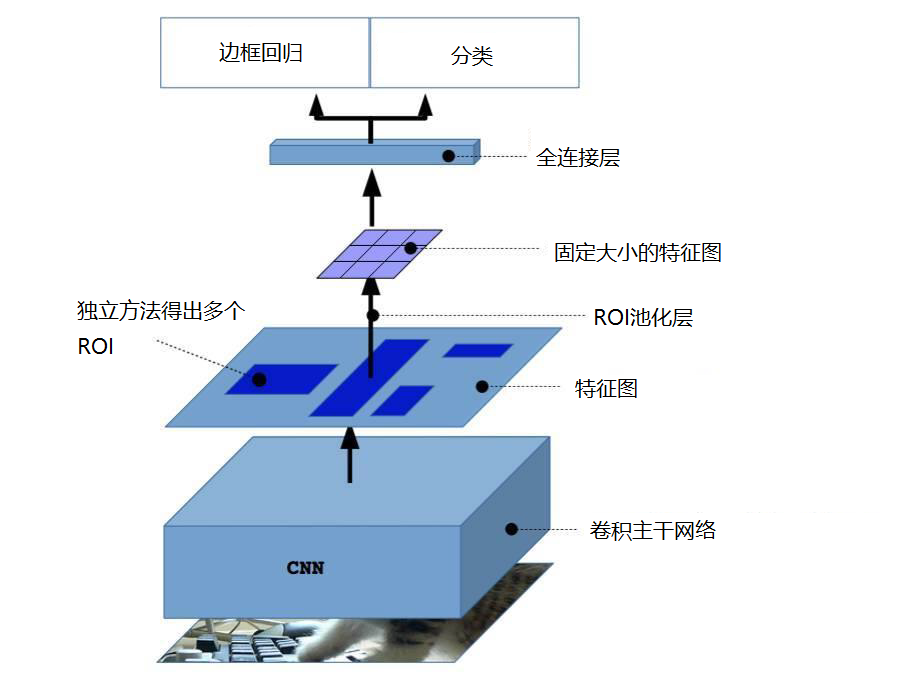 边框回归
分类
全连接层
固定大小的特征图
独立方法得出多个
ROI
ROI池化层
特征图
卷积主干网络
CNN